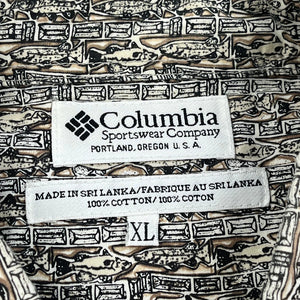 Columbia
Sportswear Company
PORTLAND, OREGON U.S.A.
MADE IN SRI LANKA/FABRIQUE AU SRI LANKA
100% COTTON/100% COTON
XL